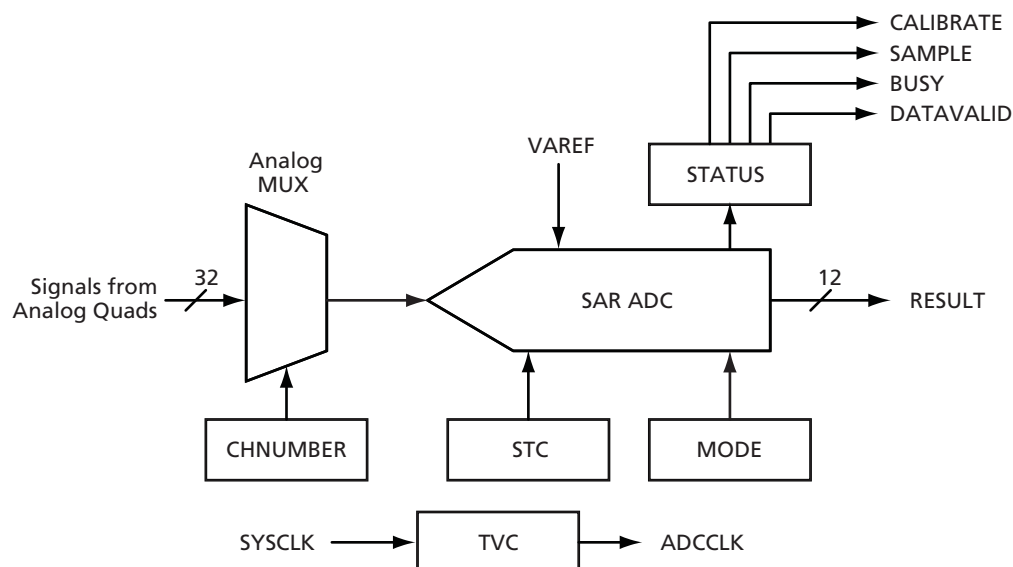 CALIBRATE
SAMPLE
BUSY
DATAVALID
VAREF
STATUS
Analog
MUX
32
Signals from
Analog Quads
SAR ADC
12
RESULT
CHNUMBER
STC
MODE
SYSCLK
TVC
ADCCLK